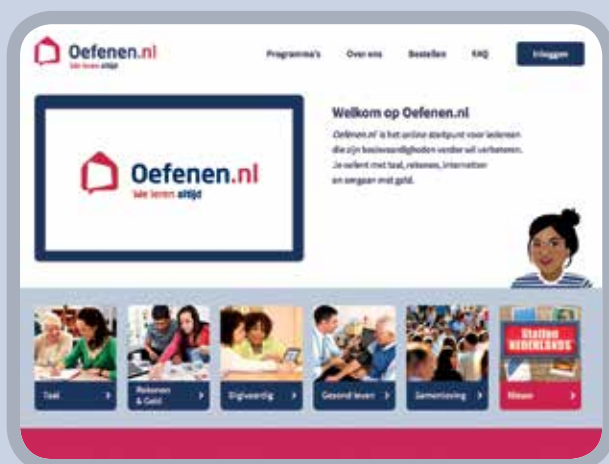 Oefenen.nl
We leren altijd
Programma's
Over ons
Bestellen
FAQ
Inloggen
Oefenen.nl
We leren altijd
Welkom op Oefenen.nl
Oefenen.nl is het online startpunt voor iedereen
die zijn basisvaardigheden verder wil verbeteren.
Je oefent met taal, rekenen, internetten
en omgaan met geld.
Taal
Rekenen
& Geld
Digivaardig
Gezond leven
Samenleving
Station
NEDERLANDS
Nieuw